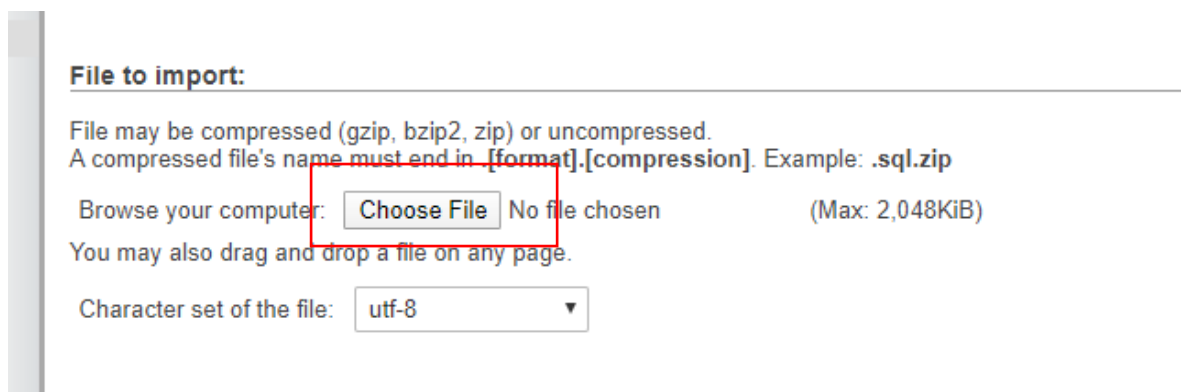 File to import:
File may be compressed (gzip, bzip2, zip) or uncompressed.
A compressed file's name must end in .[format].[compression]. Example: .sql.zip
Browse your computer: Choose File No file chosen (Max: 2,048KiB)
You may also drag and drop a file on any page.
Character set of the file: utf-8